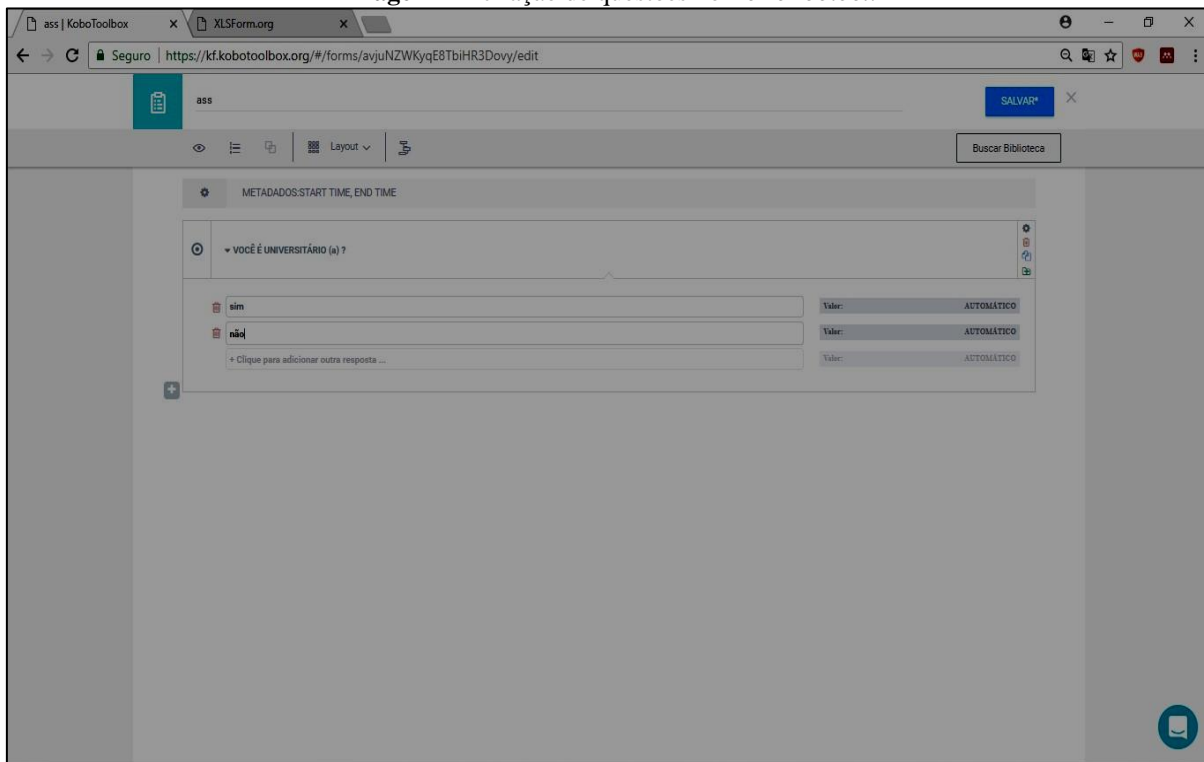 ass | KoboToolbox x XLSForm.org x
Seguro | https://kf.kobotoolbox.org/#/forms/avjuNZWKyqE8TbiHR3Dovy/edit
ass SALVAR*
Layout Buscar Biblioteca
METADADOS:START TIME, END TIME
VOCÊ É UNIVERSITÁRIO (a) ?
sim Valor: AUTOMÁTICO
não Valor: AUTOMÁTICO
+ Clique para adicionar outra resposta ... Valor: AUTOMÁTICO